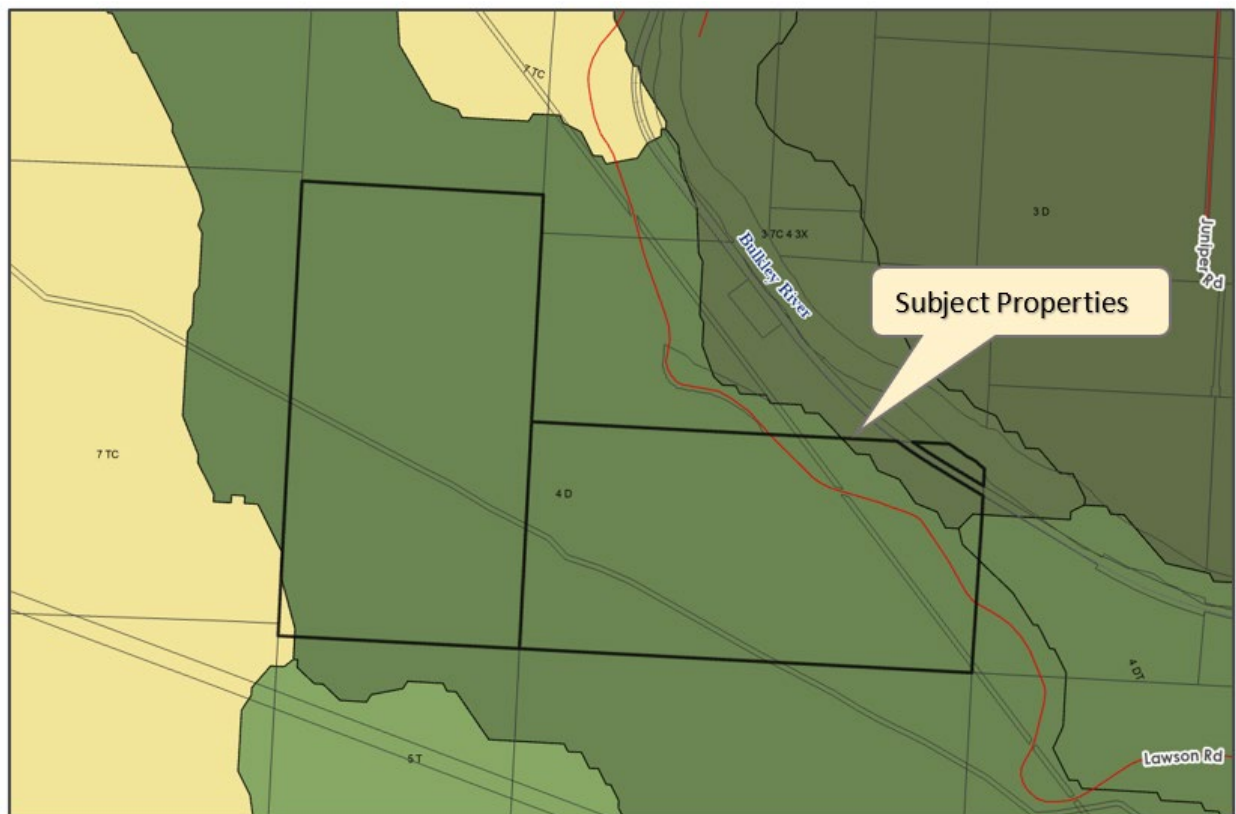 7 TC
3 D
3 7C 4 3X
Juniper Rd
Bulkley River
Subject Properties
7 TC
4 D
4 DT
5 T
Lawson Rd